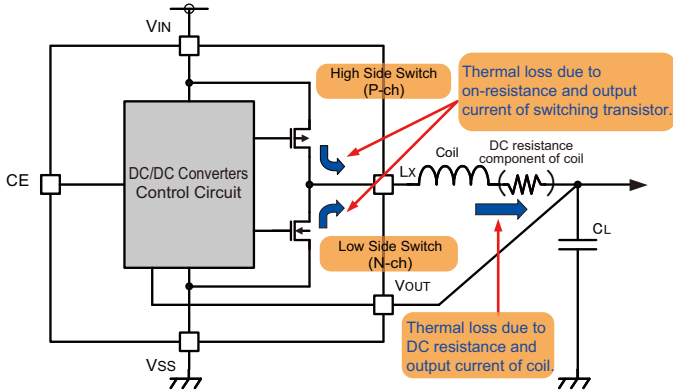 VIN
High Side Switch
(P-ch)
Thermal loss due to
on-resistance and output
current of switching transistor.
DC/DC Converters
Control Circuit
CE
LX
Coil
DC resistance
component of coil
Low Side Switch
(N-ch)
CL
VOUT
Thermal loss due to
DC resistance and
output current of coil.
VSS